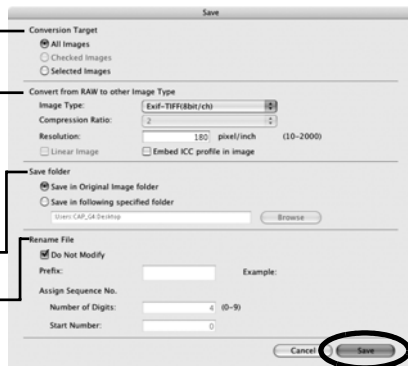 Save
Conversion Target
All Images
Checked Images
Selected Images
Convert from RAW to other Image Type
Image Type: Exif-TIFF(8bit/ch)
Compression Ratio: 2
Resolution: 180 pixel/inch (10-2000)
Linear Image Embed ICC profile in image
Save folder
Save in Original Image folder
Save in following specified folder
Users:CAP_G4:Desktop Browse
Rename File
Do Not Modify
Prefix: Example:
Assign Sequence No.
Number of Digits: 4 (0-9)
Start Number: 0
Cancel Save